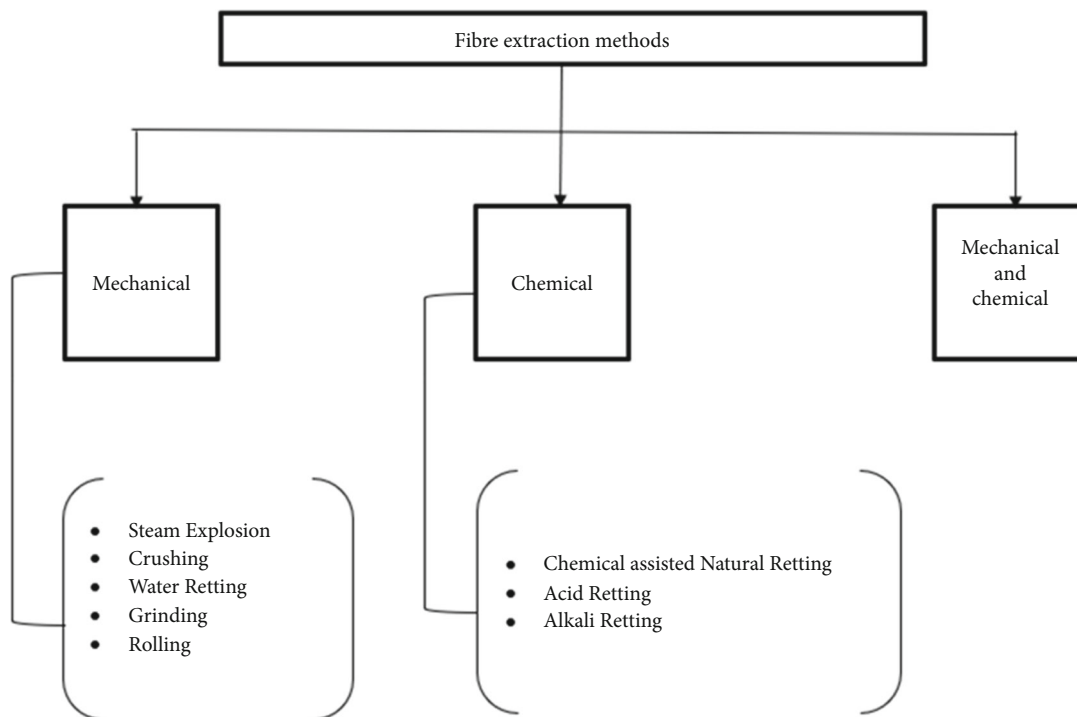 Fibre extraction methods
Mechanical
Chemical
Mechanical
and
chemical
• Steam Explosion
• Crushing
• Water Retting
• Grinding
• Rolling
• Chemical assisted Natural Retting
• Acid Retting
• Alkali Retting